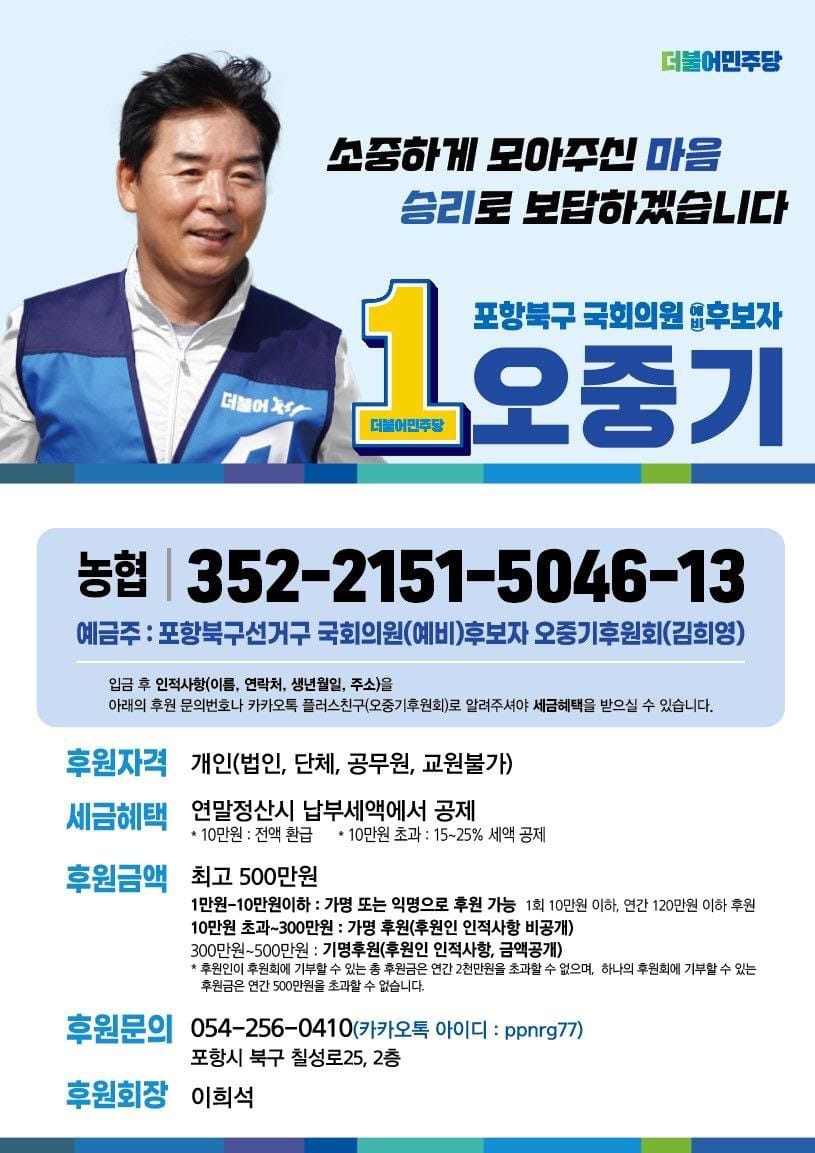 더불어민주당
소중하게 모아주신 마음
승리로 보답하겠습니다
포항북구 국회의원 예비후보자
1 오중기
더불어민주당
더불어
농협 | 352-2151-5046-13
예금주 : 포항북구선거구 국회의원(예비)후보자 오중기후원회(김희영)
입금 후 인적사항(이름, 연락처, 생년월일, 주소)을
아래의 후원 문의번호나 카카오톡 플러스친구(오중기후원회)로 알려주셔야 세금혜택을 받으실 수 있습니다.
후원자격 개인(법인, 단체, 공무원, 교원불가)
세금혜택 연말정산시 납부세액에서 공제
* 10만원 : 전액 환급 * 10만원 초과 : 15~25% 세액 공제
후원금액 최고 500만원
1만원-10만원이하 : 가명 또는 익명으로 후원 가능 1회 10만원 이하, 연간 120만원 이하 후원
10만원 초과~300만원 : 가명 후원(후원인 인적사항 비공개)
300만원~500만원 : 기명후원(후원인 인적사항, 금액공개)
* 후원인이 후원회에 기부할 수 있는 총 후원금은 연간 2천만원을 초과할 수 없으며, 하나의 후원회에 기부할 수 있는
후원금은 연간 500만원을 초과할 수 없습니다.
후원문의 054-256-0410(카카오톡 아이디 : ppnrg77)
포항시 북구 칠성로25, 2층
후원회장 이희석